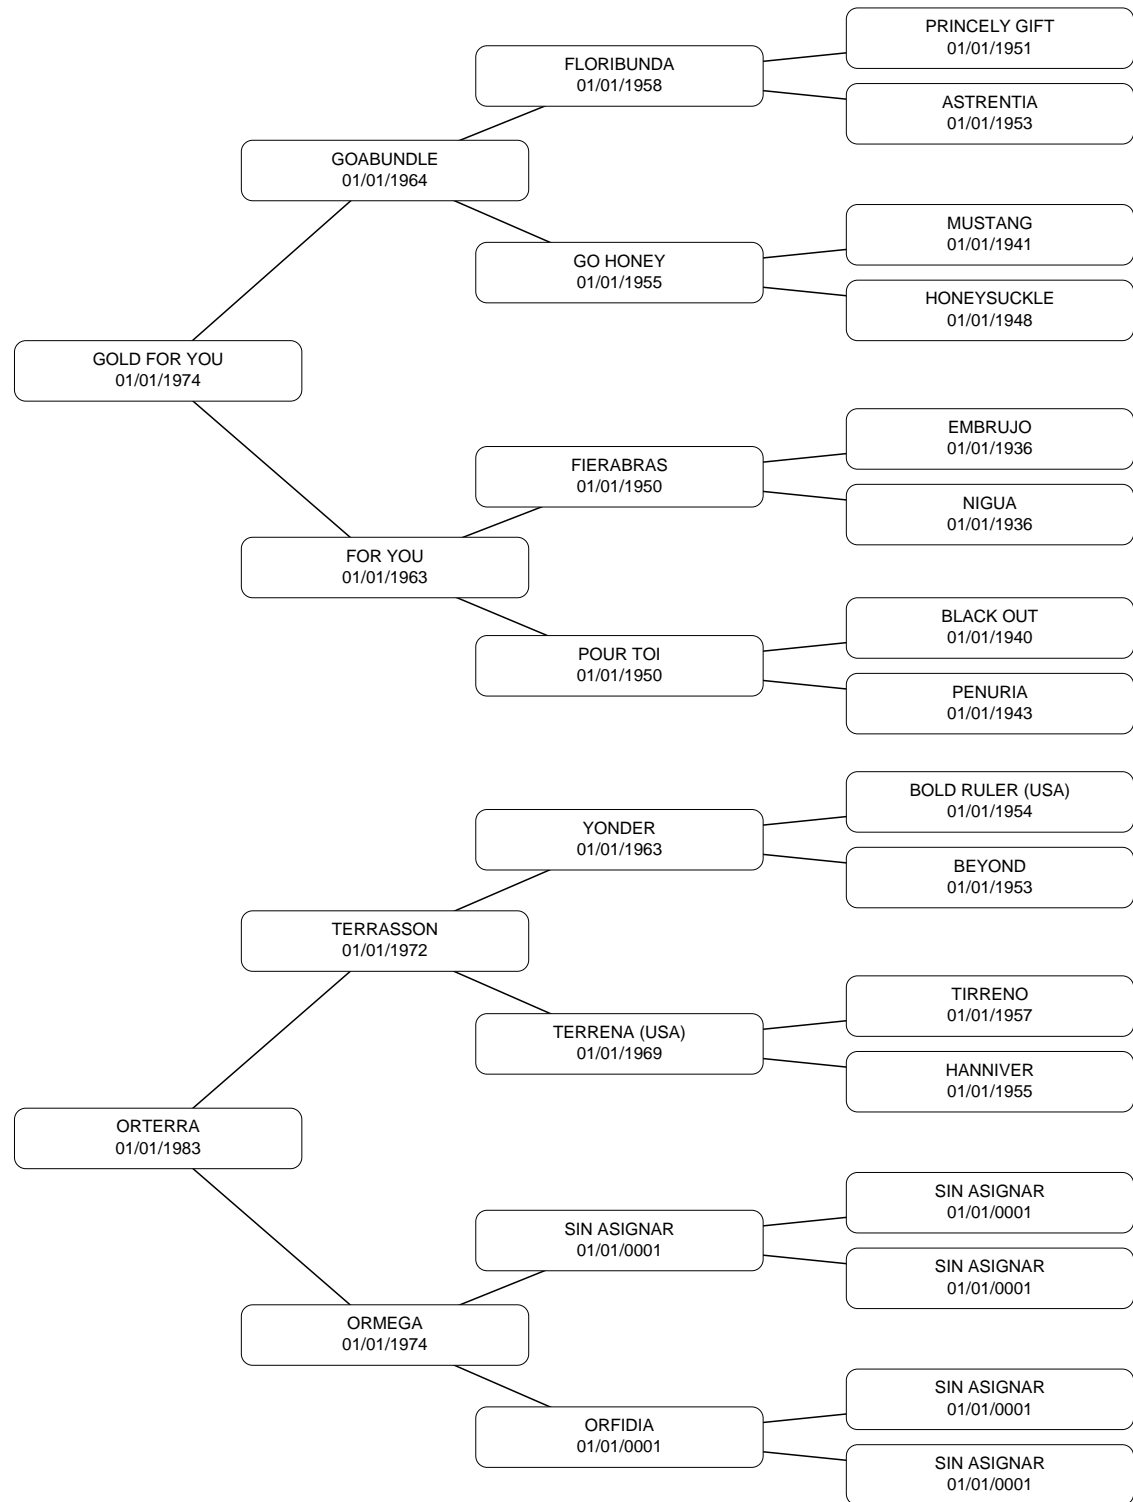 PRINCELY GIFT
01/01/1951
FLORIBUNDA
01/01/1958
ASTRENTIA
01/01/1953
GOABUNDLE
01/01/1964
MUSTANG
01/01/1941
GO HONEY
01/01/1955
HONEYSUCKLE
01/01/1948
GOLD FOR YOU
01/01/1974
EMBRUJO
01/01/1936
FIERABRAS
01/01/1950
NIGUA
01/01/1936
FOR YOU
01/01/1963
BLACK OUT
01/01/1940
POUR TOI
01/01/1950
PENURIA
01/01/1943
BOLD RULER (USA)
01/01/1954
YONDER
01/01/1963
BEYOND
01/01/1953
TERRASSON
01/01/1972
TIRRENO
01/01/1957
TERRENA (USA)
01/01/1969
HANNIVER
01/01/1955
ORTERRA
01/01/1983
SIN ASIGNAR
01/01/0001
SIN ASIGNAR
01/01/0001
SIN ASIGNAR
01/01/0001
ORMEGA
01/01/1974
SIN ASIGNAR
01/01/0001
ORFIDIA
01/01/0001
SIN ASIGNAR
01/01/0001